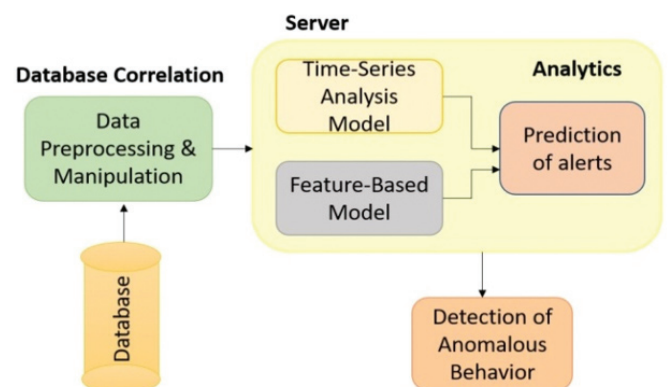 Server
Database Correlation
Data
Preprocessing &
Manipulation
Time-Series
Analysis
Model
Feature-Based
Model
Analytics
Prediction
of alerts
Database
Detection of
Anomalous
Behavior